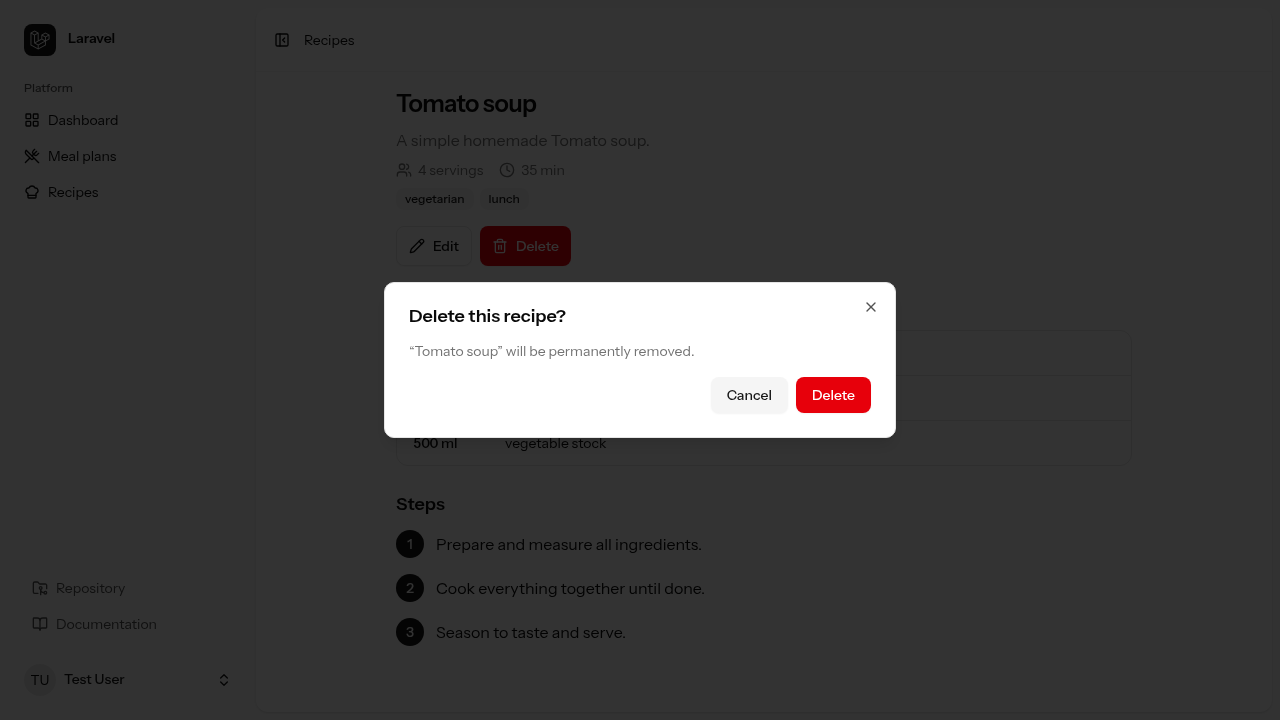 Laravel
Recipes
Platform
Dashboard
Meal plans
Recipes
Tomato soup
A simple homemade Tomato soup.
4 servings 35 min
vegetarian lunch
Edit Delete
Delete this recipe?
“Tomato soup” will be permanently removed.
Cancel Delete
500 ml vegetable stock
Steps
1 Prepare and measure all ingredients.
2 Cook everything together until done.
3 Season to taste and serve.
Repository
Documentation
TU Test User